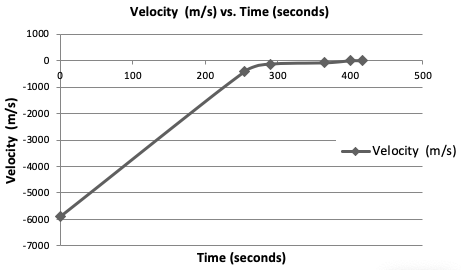 Velocity (m/s) vs. Time (seconds)
1000
0
-1000
-2000
-3000
-4000
-5000
-6000
-7000
0 100 200 300 400 500
Velocity (m/s)
Velocity (m/s)
Time (seconds)